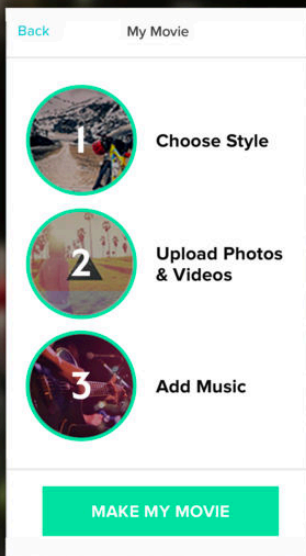 Back
My Movie
1
Choose Style
2
Upload Photos
& Videos
3
Add Music
MAKE MY MOVIE